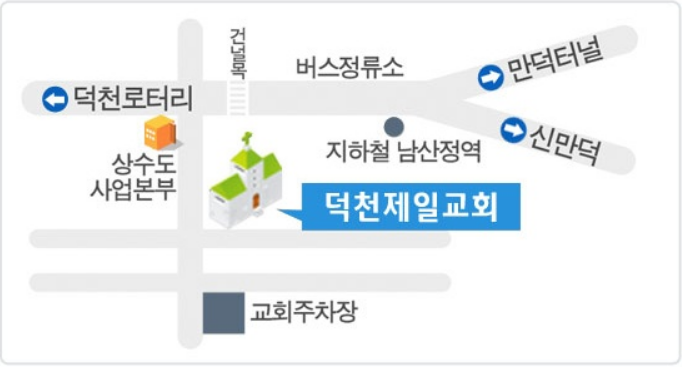 건널목
버스정류소
만덕터널
덕천로터리
신만덕
지하철 남산정역
상수도
사업본부
덕천제일교회
교회주차장